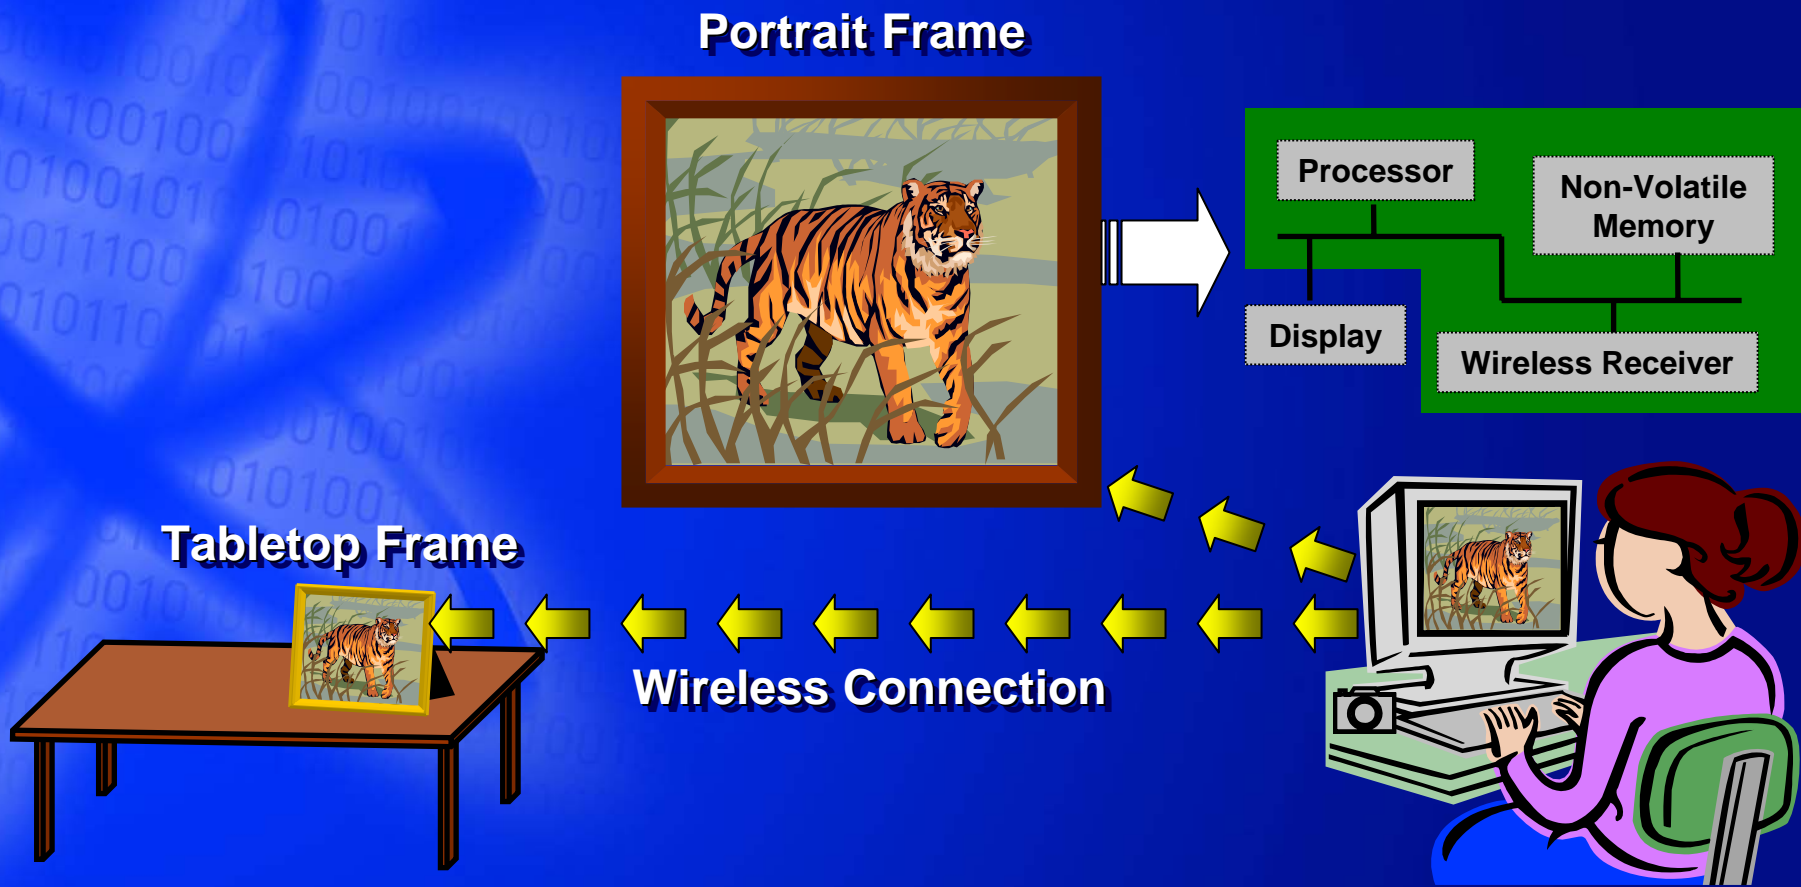 Portrait Frame
Processor
Non-Volatile
Memory
Display
Wireless Receiver
Tabletop Frame
Wireless Connection